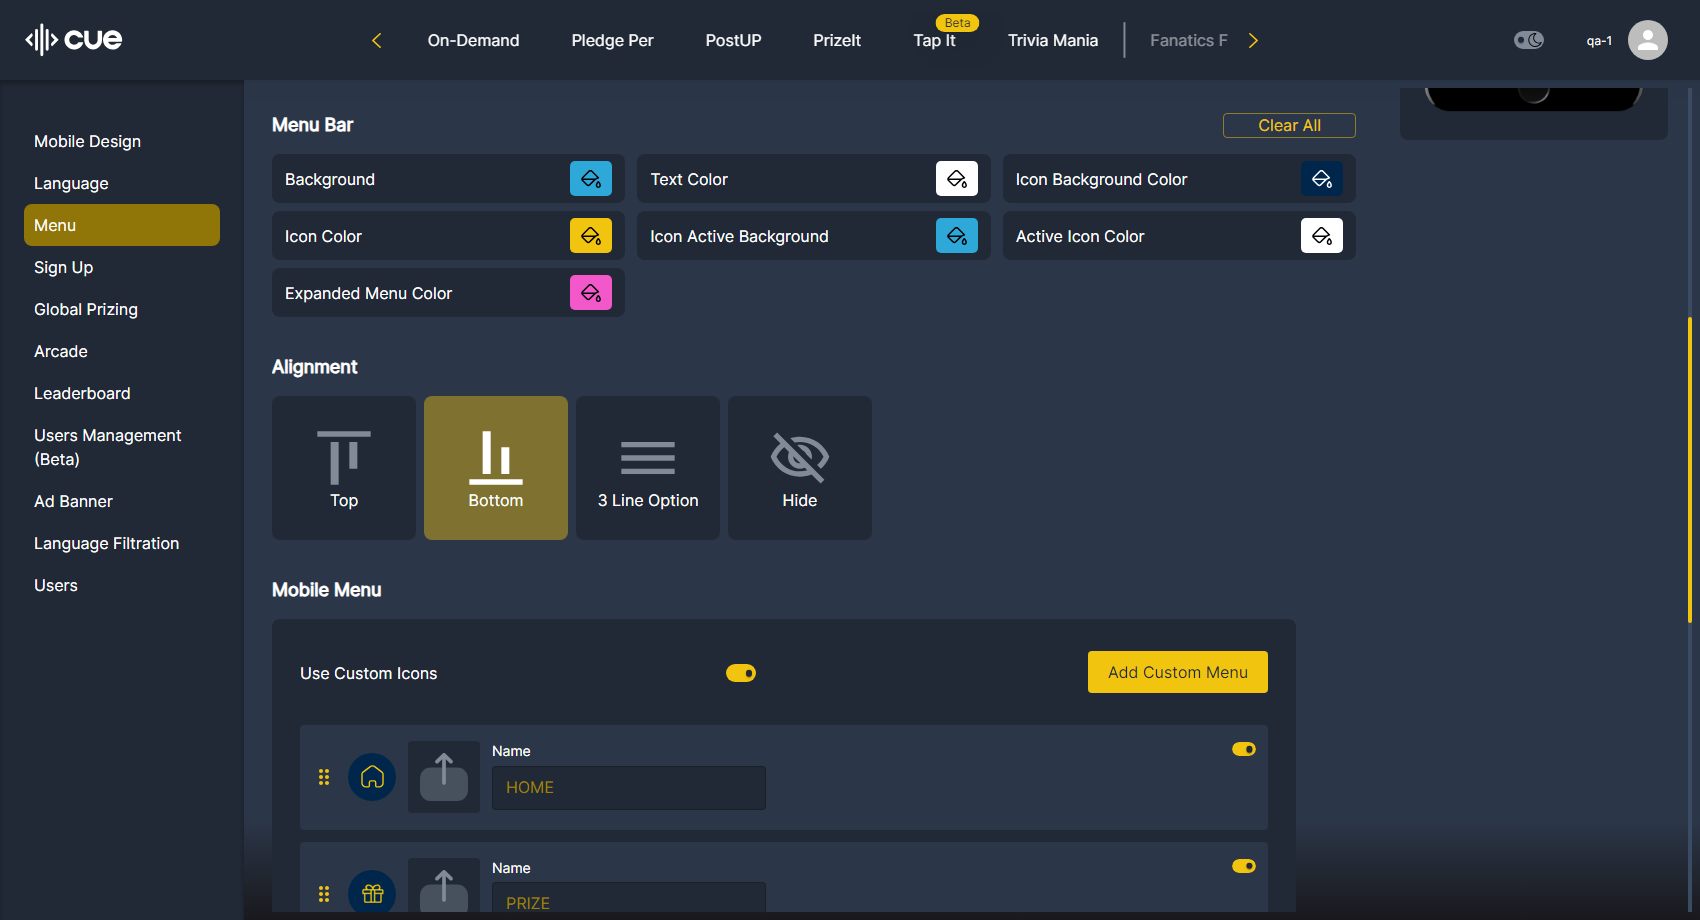 cue
On-Demand
Pledge Per
PostUP
PrizeIt
Beta
Tap It
Trivia Mania
Fanatics F
qa-1
Mobile Design
Language
Menu
Sign Up
Global Prizing
Arcade
Leaderboard
Users Management
(Beta)
Ad Banner
Language Filtration
Users
Menu Bar
Clear All
Background
Text Color
Icon Background Color
Icon Color
Icon Active Background
Active Icon Color
Expanded Menu Color
Alignment
Top
Bottom
3 Line Option
Hide
Mobile Menu
Use Custom Icons
Add Custom Menu
Name
HOME
Name
PRIZE